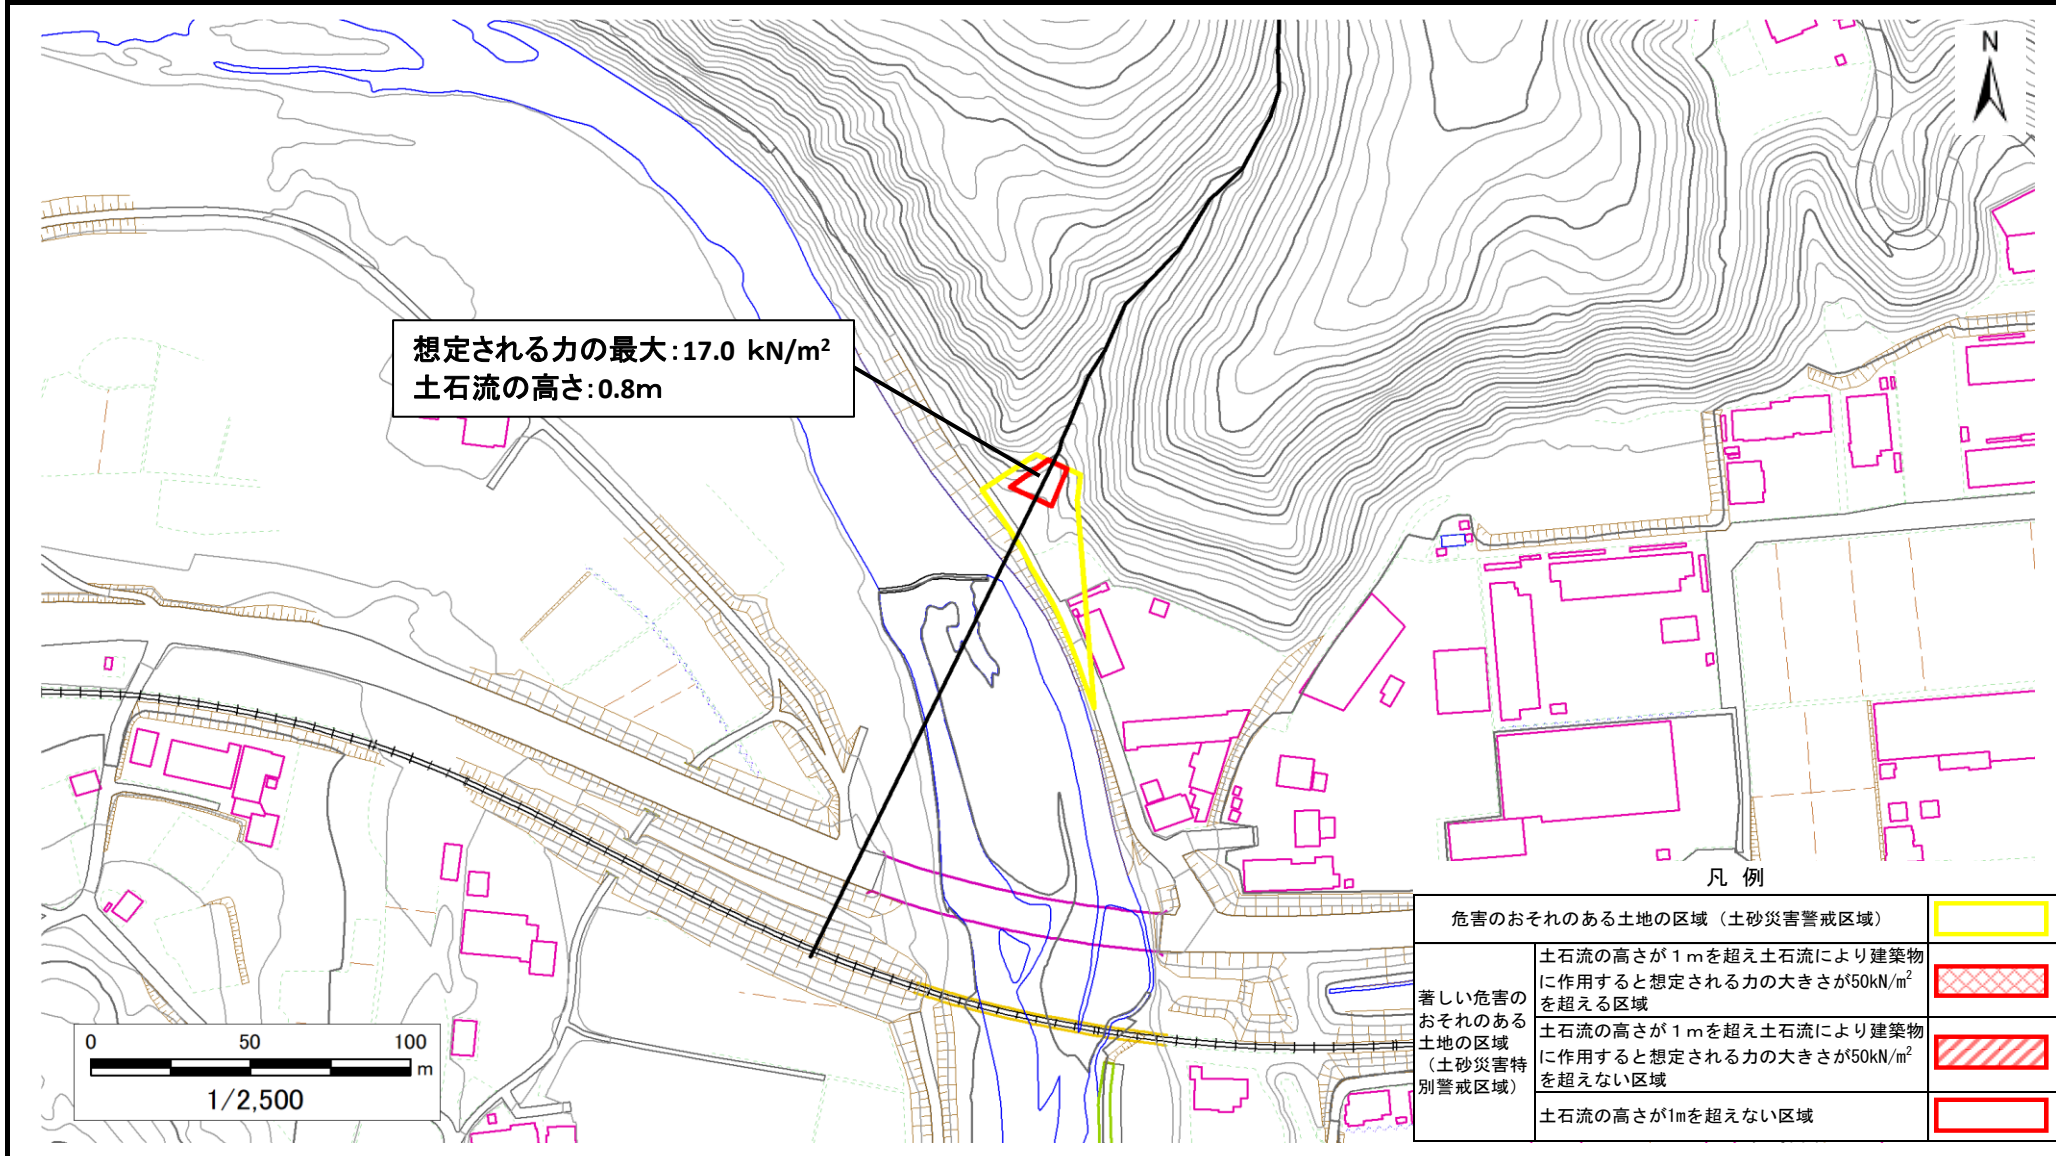 N
想定される力の最大:17.0 kN/m²
土石流の高さ:0.8m
凡 例
危害のおそれのある土地の区域（土砂災害警戒区域）
著しい危害の
おそれのある
土地の区域
（土砂災害特
別警戒区域）
土石流の高さが１ｍを超え土石流により建築物
に作用すると想定される力の大きさが50kN/m²
を超える区域
土石流の高さが１ｍを超え土石流により建築物
に作用すると想定される力の大きさが50kN/m²
を超えない区域
土石流の高さが1mを超えない区域
0 50 100
m
1/2,500